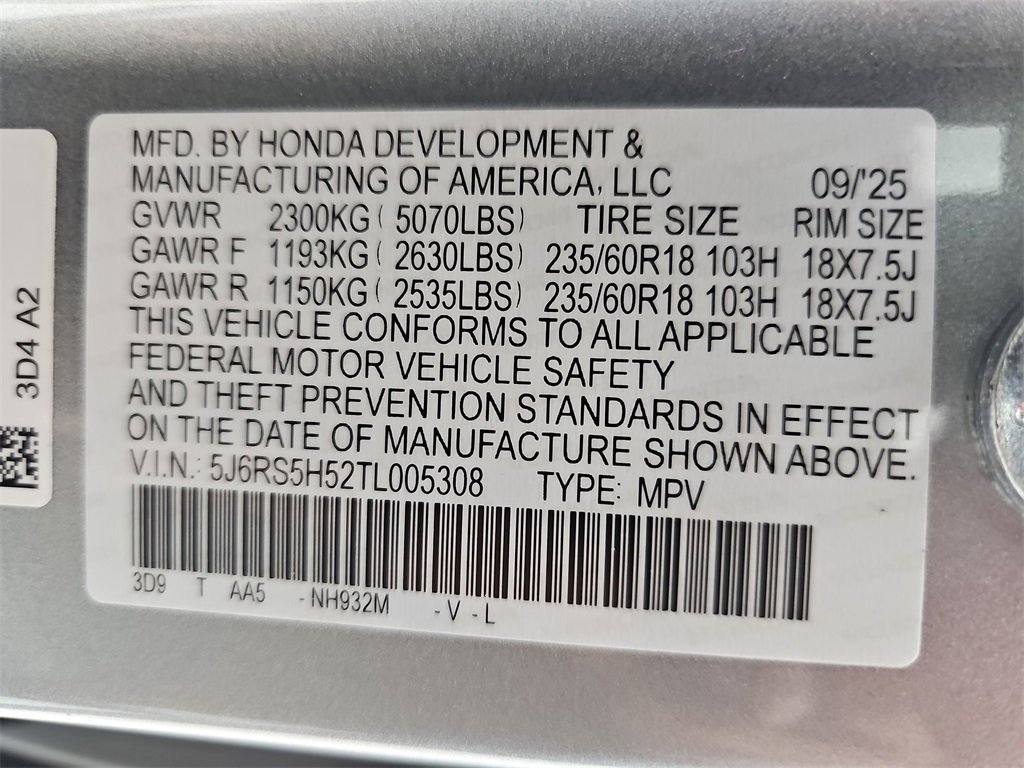 MFD. BY HONDA DEVELOPMENT &
MANUFACTURING OF AMERICA, LLC 09/'25
GVWR 2300KG ( 5070LBS) TIRE SIZE RIM SIZE
GAWR F 1193KG ( 2630LBS) 235/60R18 103H 18X7.5J
GAWR R 1150KG ( 2535LBS) 235/60R18 103H 18X7.5J
THIS VEHICLE CONFORMS TO ALL APPLICABLE
FEDERAL MOTOR VEHICLE SAFETY
AND THEFT PREVENTION STANDARDS IN EFFECT
ON THE DATE OF MANUFACTURE SHOWN ABOVE.
V.I.N.: 5J6RS5H52TL005308 TYPE: MPV
3D9 T AA5 -NH932M -V -L
3D4 A2